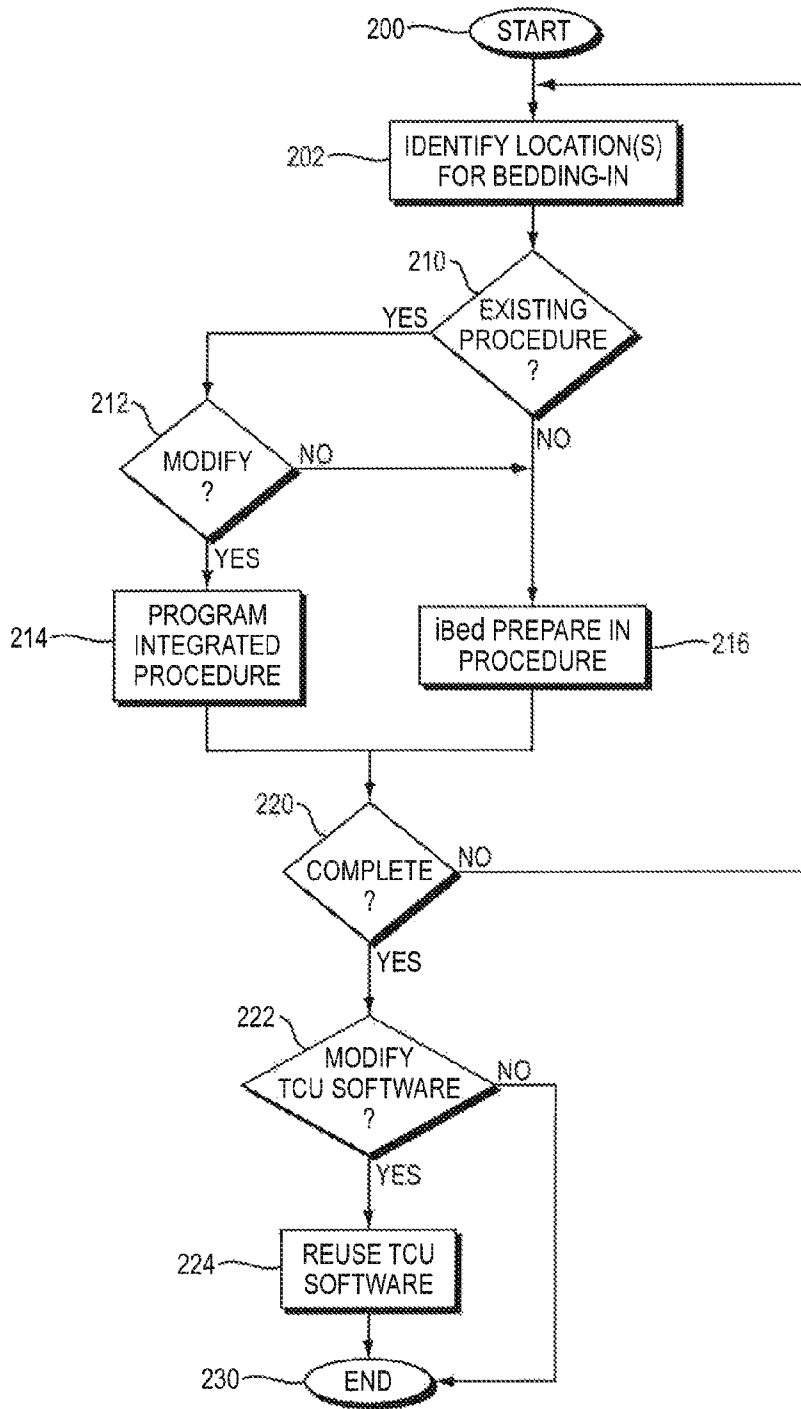 200
START
202
IDENTIFY LOCATION(S)
FOR BEDDING-IN
210
EXISTING
PROCEDURE
?
YES
NO
212
MODIFY
?
NO
YES
214
PROGRAM
INTEGRATED
PROCEDURE
iBed PREPARE IN
PROCEDURE
216
220
COMPLETE
?
NO
YES
222
MODIFY
TCU SOFTWARE
?
NO
YES
224
REUSE TCU
SOFTWARE
230
END